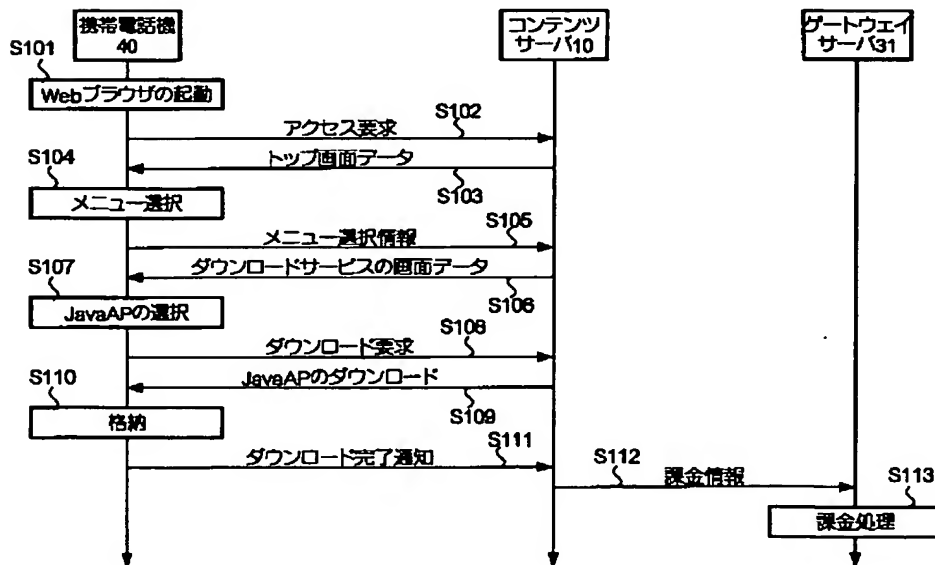 携帯電話機
40
コンテンツ
サーバ10
ゲートウェイ
サーバ31
S101
Webブラウザの起動
S102
アクセス要求
S104
トップ画面データ
S103
メニュー選択
S105
メニュー選択情報
S107
ダウンロードサービスの画面データ
S106
JavaAPの選択
S108
ダウンロード要求
S110
JavaAPのダウンロード
S109
格納
S111
ダウンロード完了通知
S112
課金情報
S113
課金処理